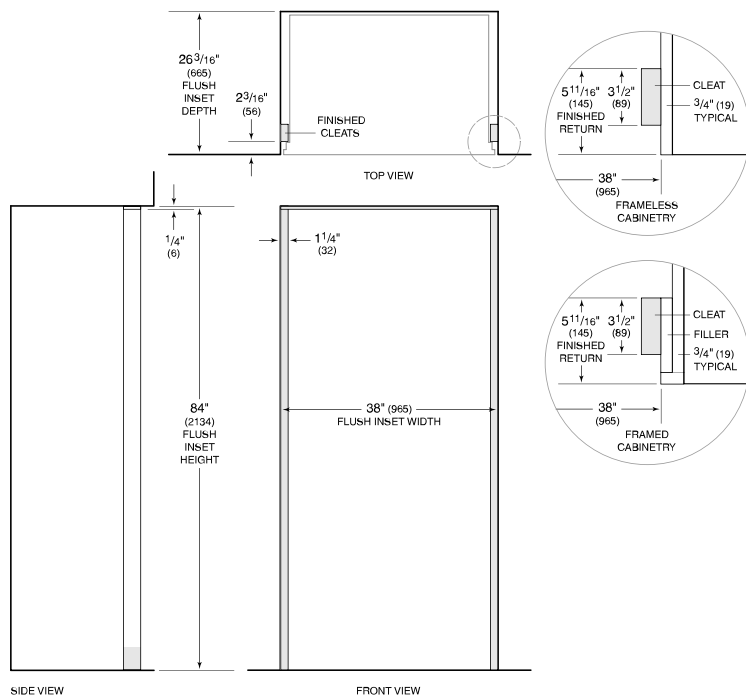 26 3/16"
(665)
FLUSH
INSET
DEPTH
2 3/16"
(56)
FINISHED
CLEATS
TOP VIEW
5 11/16"
(145)
FINISHED
RETURN
3 1/2"
(89)
CLEAT
3/4" (19)
TYPICAL
38"
(965)
FRAMELESS
CABINETRY
1/4"
(6)
1 1/4"
(32)
5 11/16"
(145)
FINISHED
RETURN
3 1/2"
(89)
CLEAT
FILLER
3/4" (19)
TYPICAL
38"
(965)
FRAMED
CABINETRY
84"
(2134)
FLUSH
INSET
HEIGHT
38" (965)
FLUSH INSET WIDTH
SIDE VIEW
FRONT VIEW